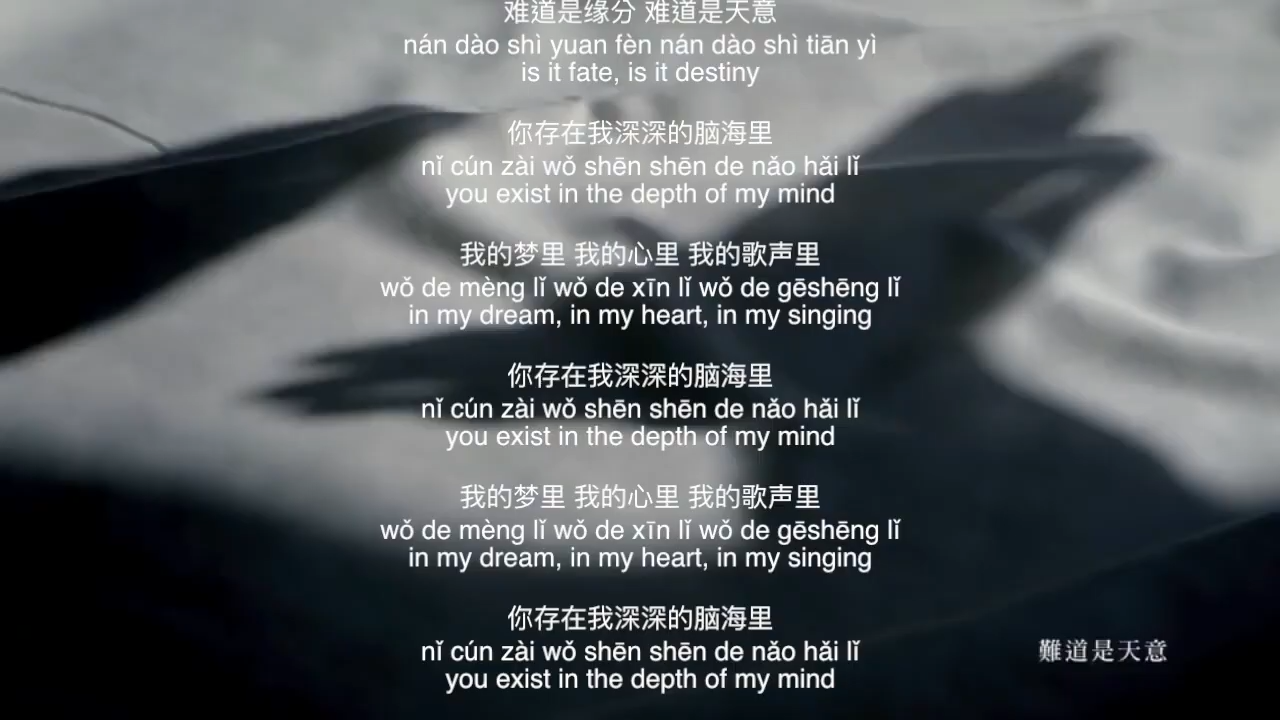 难道是缘分 难道是天意
nán dào shì yuan fèn nán dào shì tiān yì
is it fate, is it destiny
你存在我深深的脑海里
nǐ cún zài wǒ shēn shēn de nǎo hǎi lǐ
you exist in the depth of my mind
我的梦里 我的心里 我的歌声里
wǒ de mèng lǐ wǒ de xīn lǐ wǒ de gēshēng lǐ
in my dream, in my heart, in my singing
你存在我深深的脑海里
nǐ cún zài wǒ shēn shēn de nǎo hǎi lǐ
you exist in the depth of my mind
我的梦里 我的心里 我的歌声里
wǒ de mèng lǐ wǒ de xīn lǐ wǒ de gēshēng lǐ
in my dream, in my heart, in my singing
你存在我深深的脑海里
nǐ cún zài wǒ shēn shēn de nǎo hǎi lǐ
you exist in the depth of my mind
難道是天意